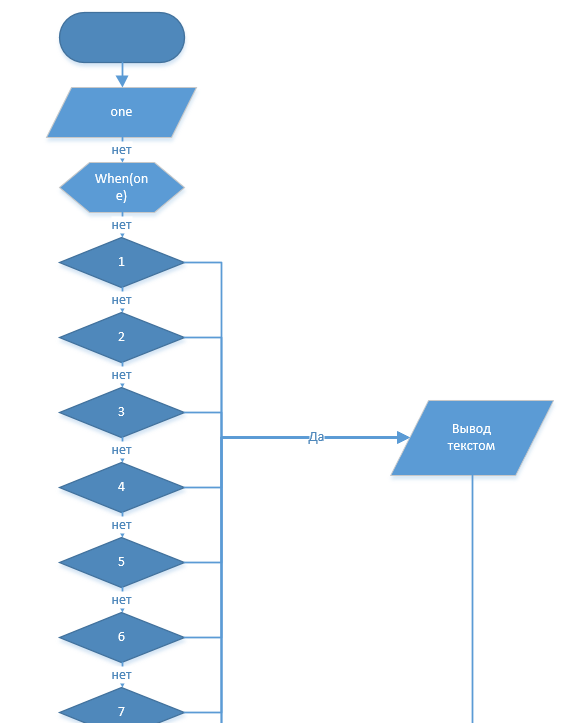 one
нет
When(on
e)
нет
1
нет
2
нет
3
нет
Да
Вывод
текстом
4
нет
5
нет
6
нет
7